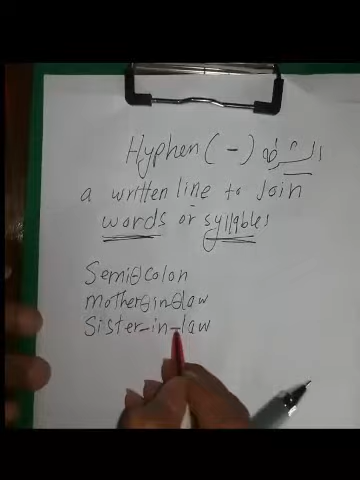 Hyphen (-) الشرطة
a written line to Join
words or syllables
Semi-colon
Mother-in-law
Sister-in-law